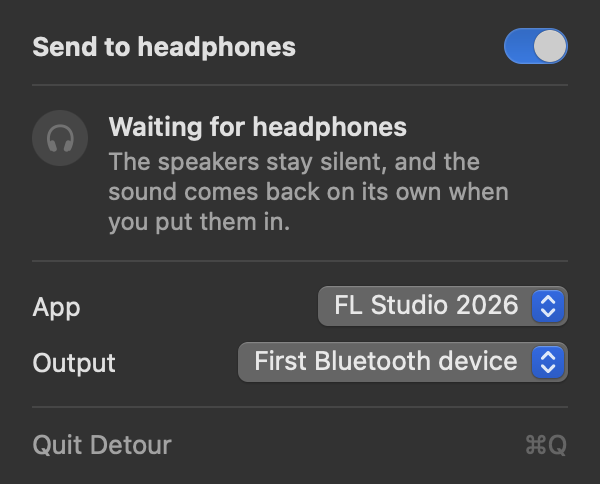 Send to headphones
Waiting for headphones
The speakers stay silent, and the
sound comes back on its own when
you put them in.
App
FL Studio 2026
Output
First Bluetooth device
Quit Detour
⌘Q